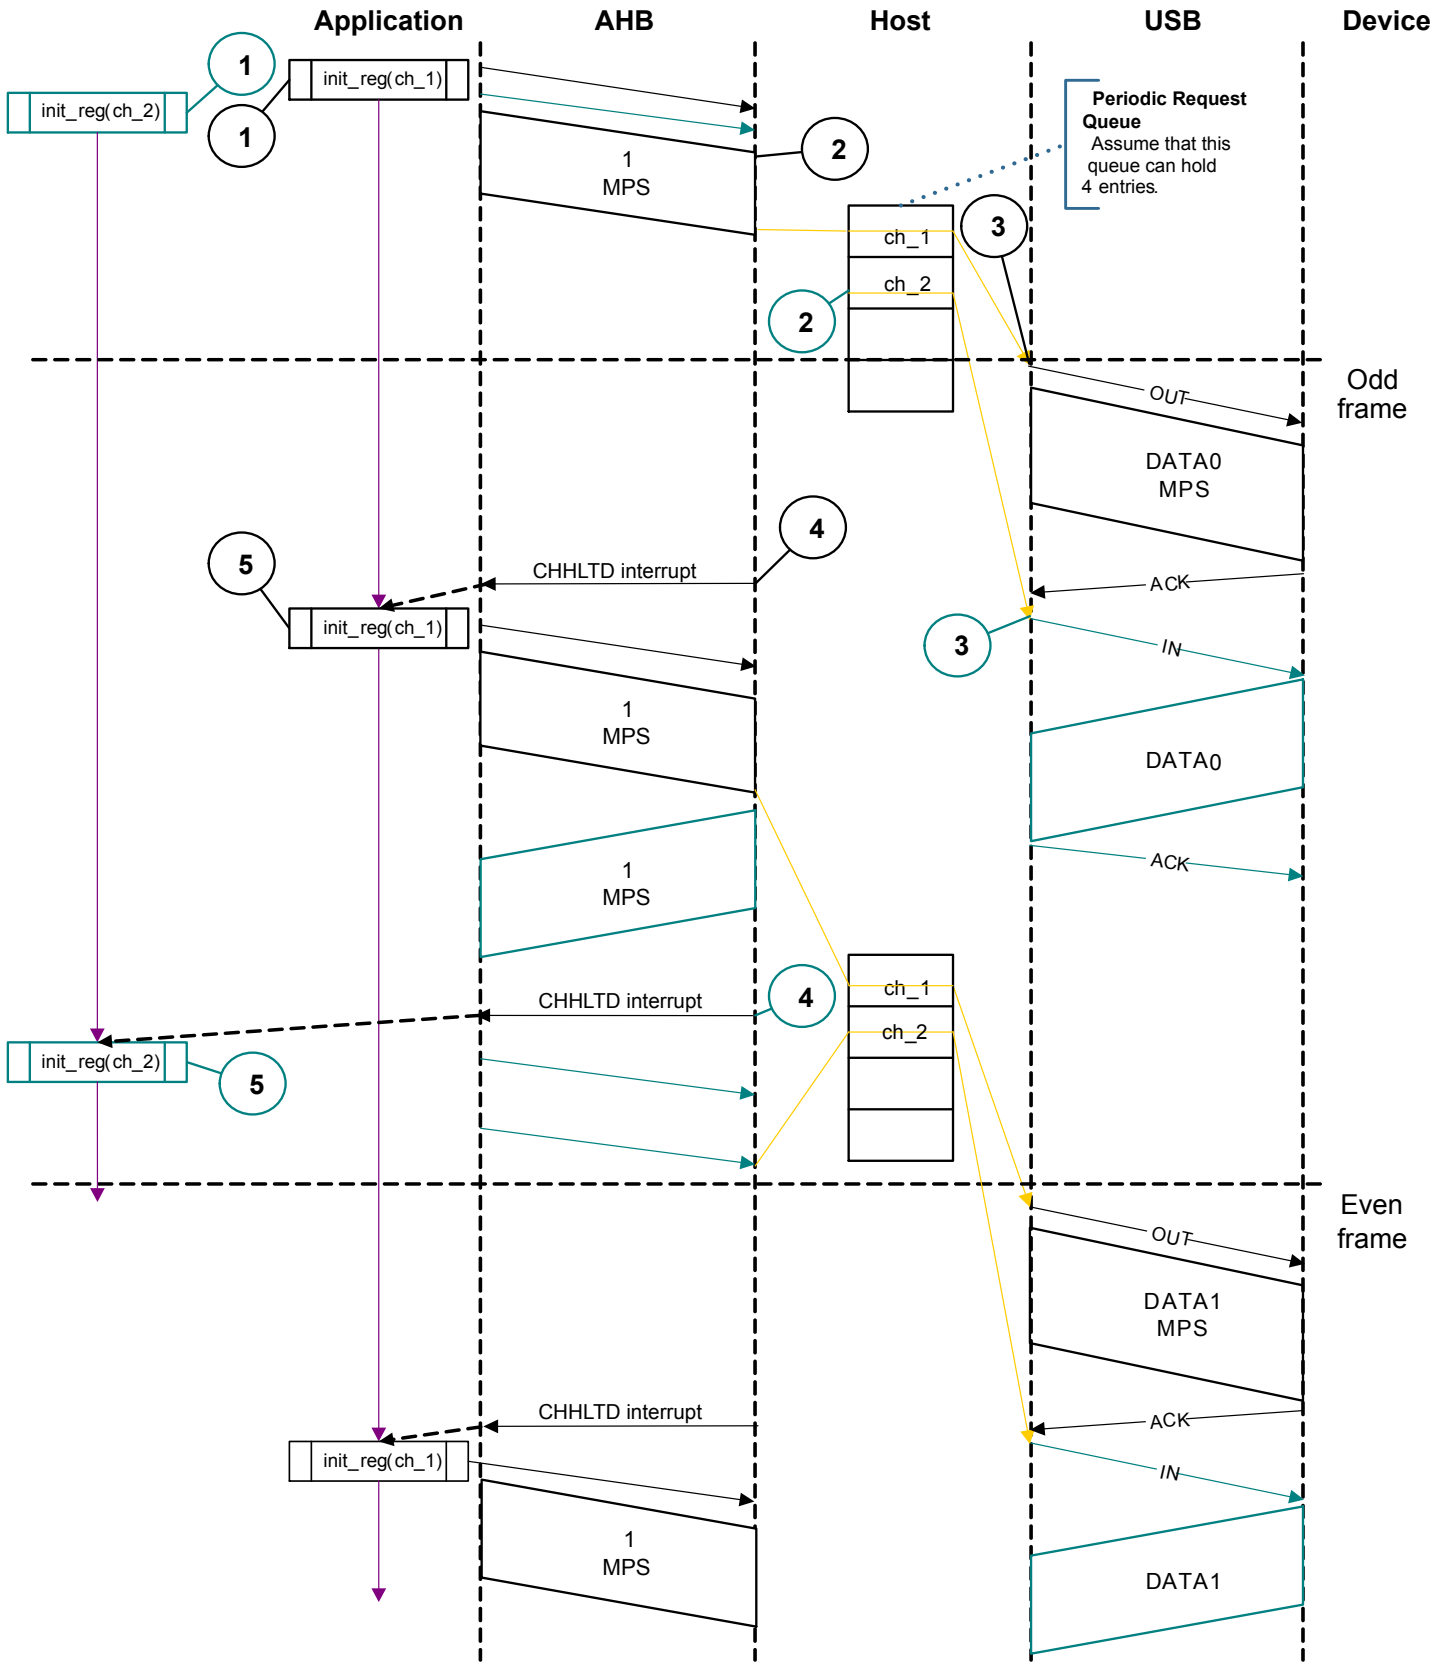 Application
AHB
Host
USB
Device
1
init_reg(ch_1)
init_reg(ch_2)
1
Periodic Request
Queue
Assume that this
queue can hold
4 entries.
2
1
MPS
3
ch_1
ch_2
2
Odd
frame
OUT
DATA0
MPS
4
5
CHHLTD interrupt
ACK
init_reg(ch_1)
3
IN
1
MPS
DATA0
ACK
1
MPS
ch_1
4
CHHLTD interrupt
ch_2
init_reg(ch_2)
5
Even
frame
OUT
DATA1
MPS
CHHLTD interrupt
ACK
init_reg(ch_1)
IN
1
MPS
DATA1